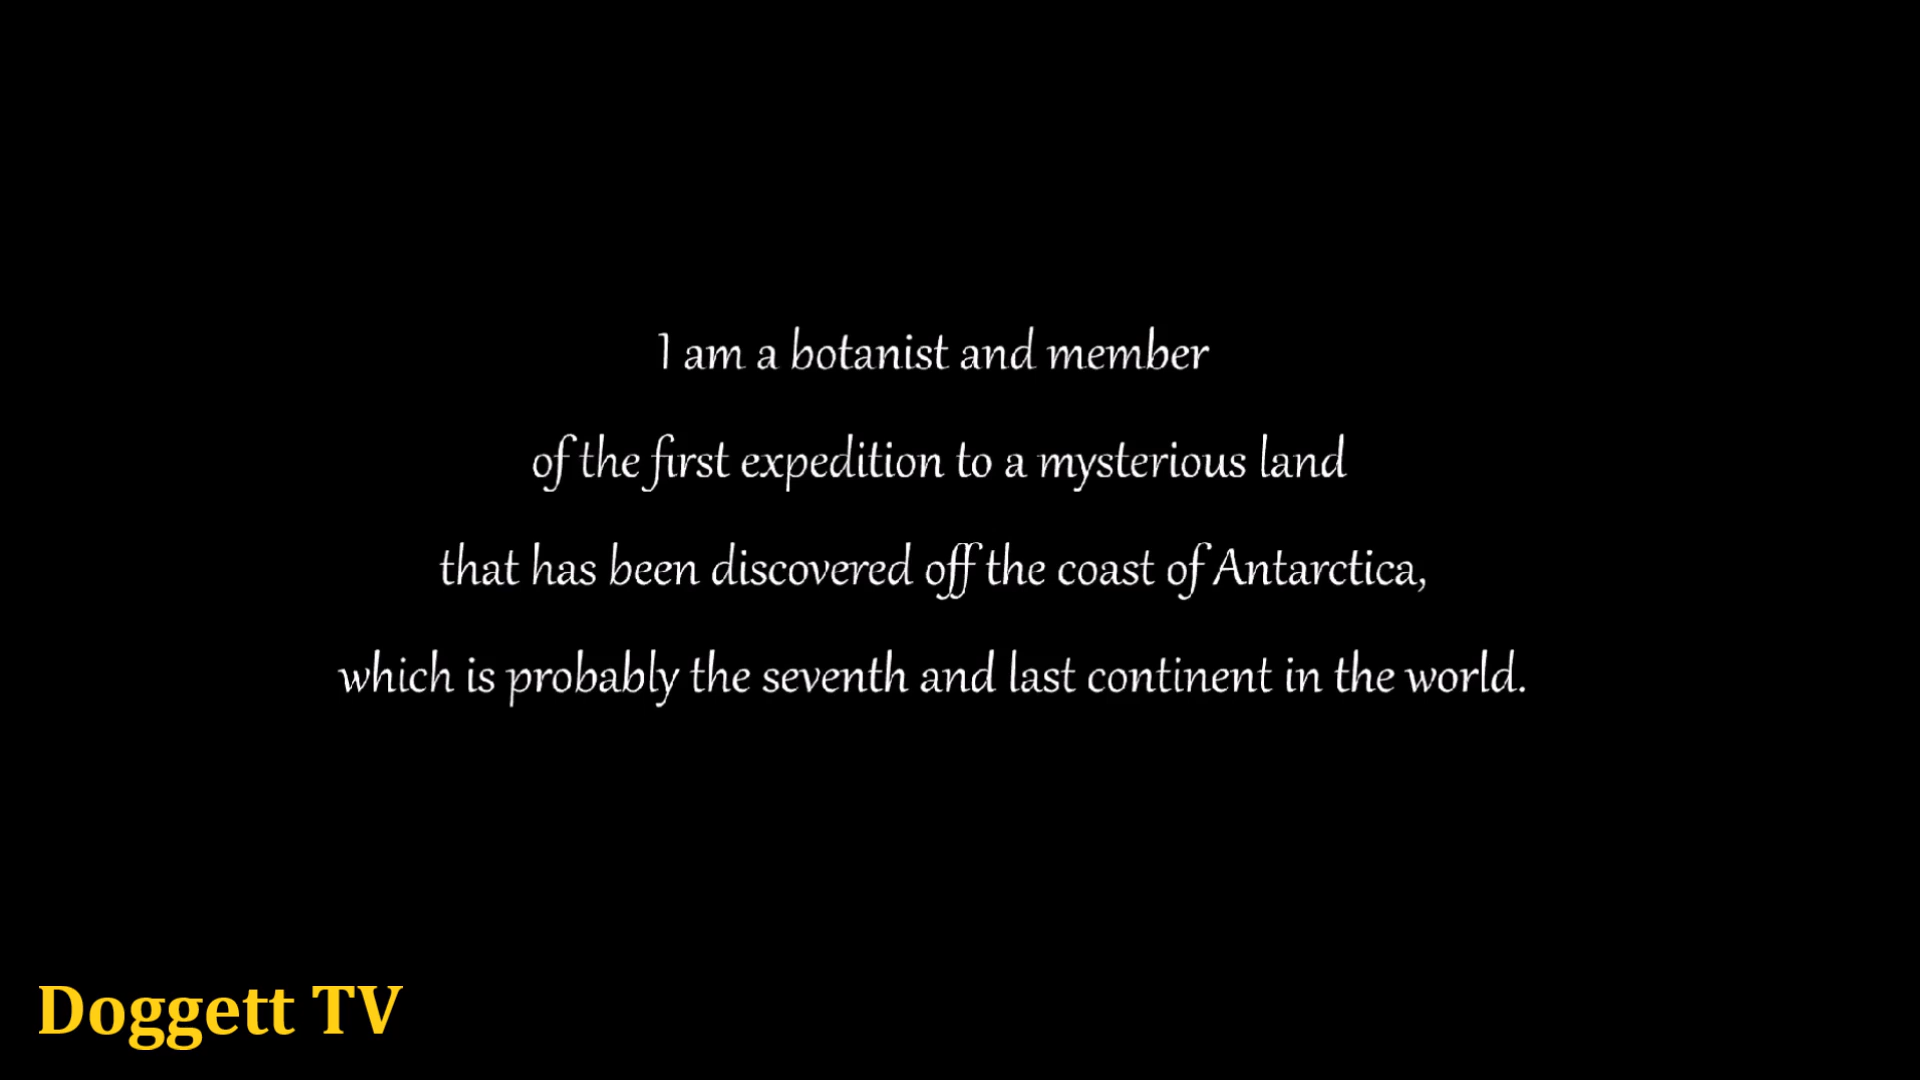 I am a botanist and member
of the first expedition to a mysterious land
that has been discovered off the coast of Antarctica,
which is probably the seventh and last continent in the world.
Doggett TV